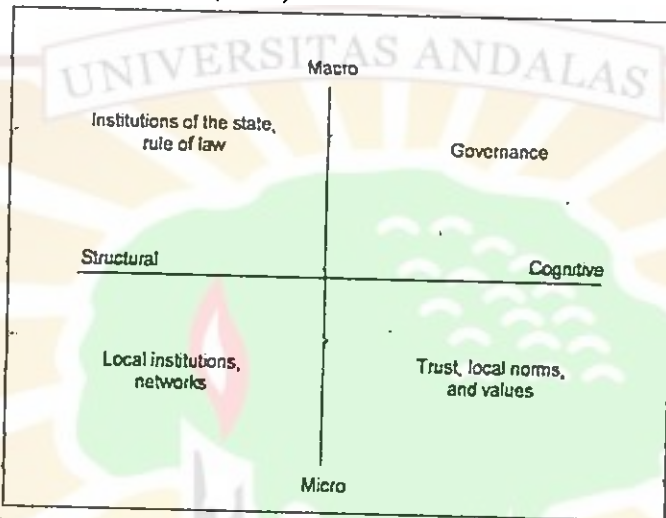 UNIVERSITAS ANDALAS
Macro
Institutions of the state,
rule of law
Governance
Structural
Cognitive
Local institutions,
networks
Trust, local norms,
and values
Micro